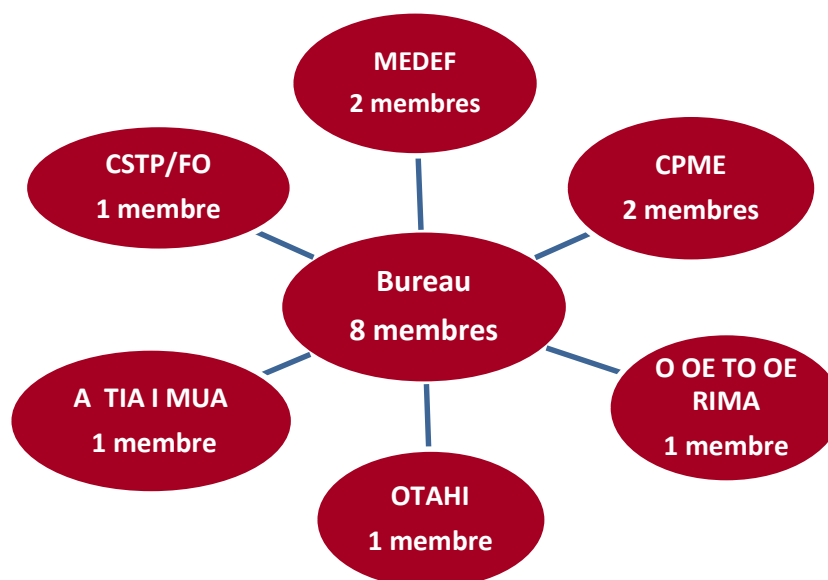 MEDEF
2 membres
CSTP/FO
1 membre
CPME
2 membres
Bureau
8 membres
A TIA I MUA
1 membre
O OE TO OE
RIMA
1 membre
OTAHI
1 membre